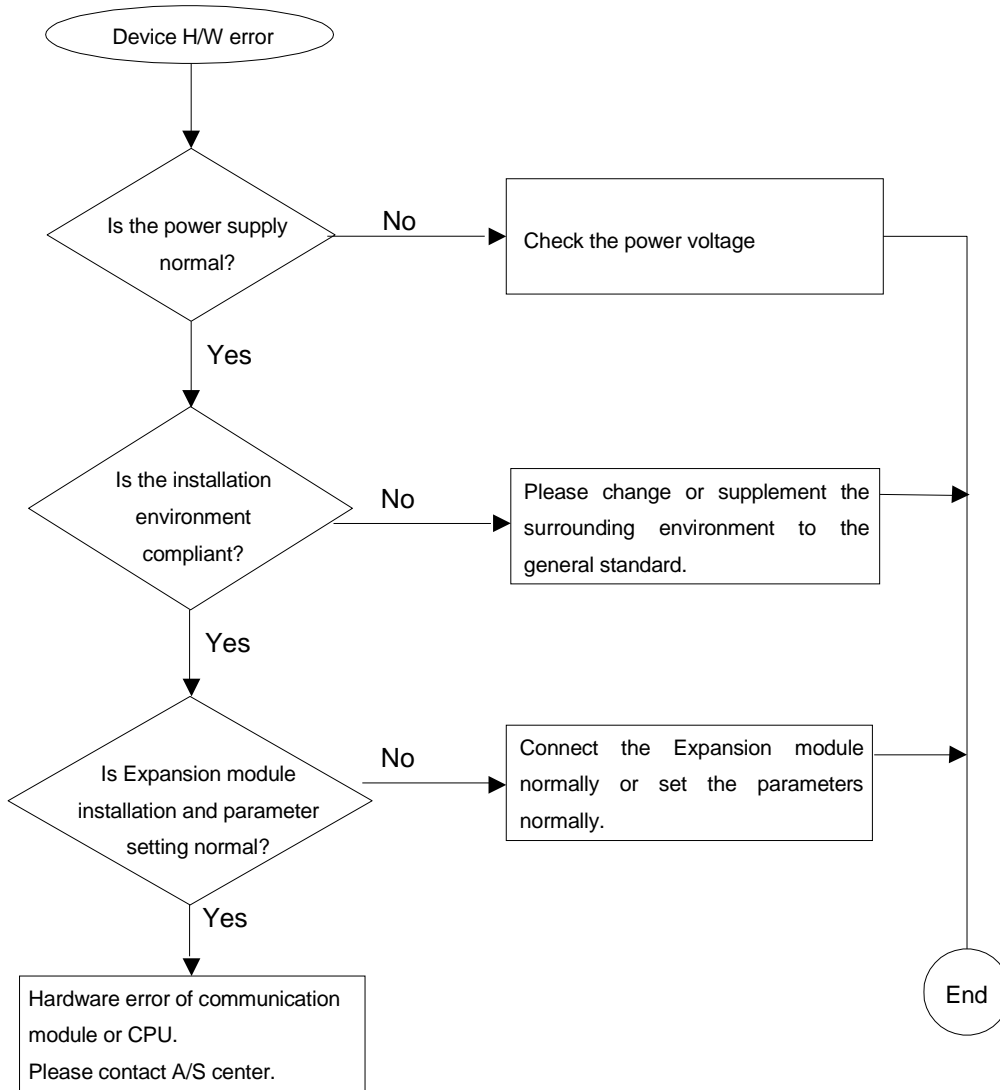 Device H/W error
Is the power supply
normal?
No
Check the power voltage
Yes
Is the installation
environment
compliant?
No
Please change or supplement the
surrounding environment to the
general standard.
Yes
Is Expansion module
installation and parameter
setting normal?
No
Connect the Expansion module
normally or set the parameters
normally.
Yes
Hardware error of communication
module or CPU.
Please contact A/S center.
End